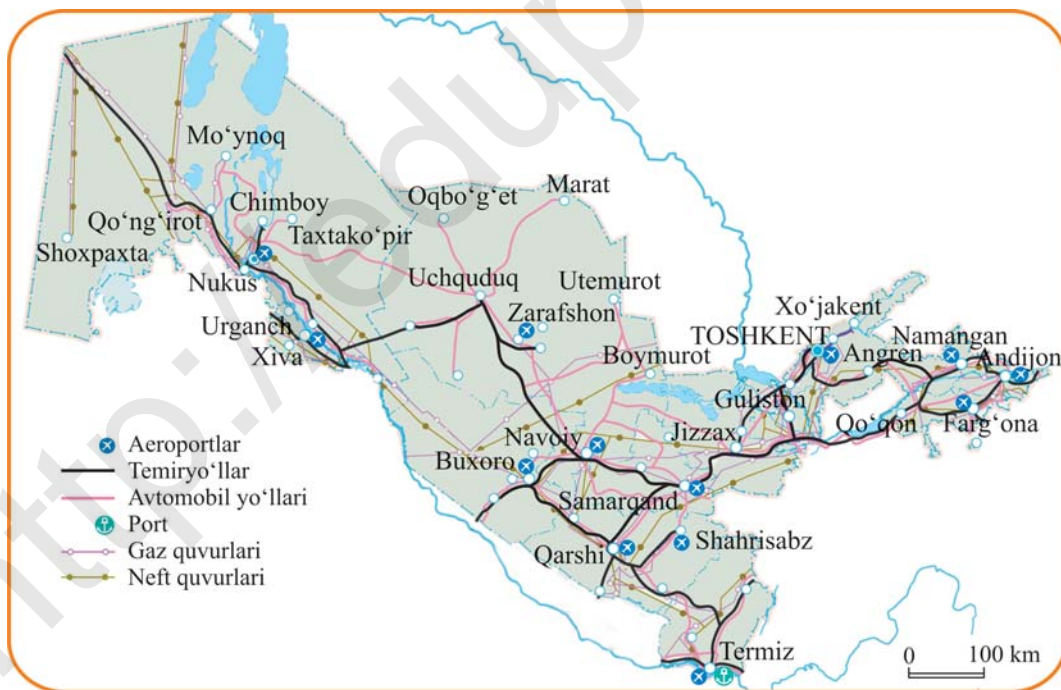 Mo‘ynoq
Chimboy
Oqbo‘g‘et
Marat
Qo‘ng‘irot
Taxtako‘pir
Shoxpaxta
Nukus
Uchquduq
Utemurot
Xo‘jakent
Zarafshon
Urganch
TOSHKENT
Namangan
Xiva
Boymurot
Angren
Andijon
Guliston
Navoiy
Jizzax
Qo‘qon
Farg‘ona
Buxoro
Samarqand
Qarshi
Shahrisabz
Termiz
Aeroportlar
Temiryo‘llar
Avtomobil yo‘llari
Port
Gaz quvurlari
Neft quvurlari
0 100 km
http://edup